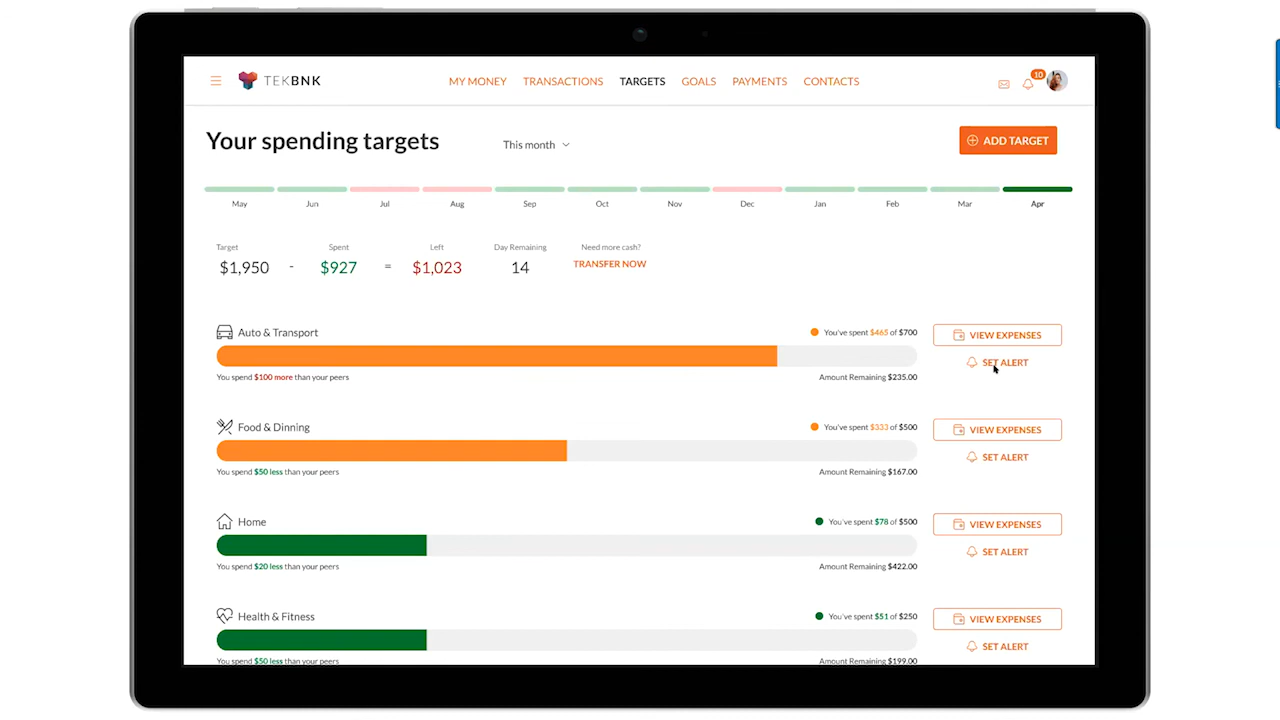 TEKBNK
MY MONEY TRANSACTIONS TARGETS GOALS PAYMENTS CONTACTS
10
Your spending targets
This month
ADD TARGET
May Jun Jul Aug Sep Oct Nov Dec Jan Feb Mar Apr
Target Spent Left Day Remaining Need more cash?
$1,950 - $927 = $1,023 14 TRANSFER NOW
Auto & Transport
You've spent $465 of $700
VIEW EXPENSES
SET ALERT
You spend $100 more than your peers
Amount Remaining $235.00
Food & Dinning
You've spent $333 of $500
VIEW EXPENSES
SET ALERT
You spend $50 less than your peers
Amount Remaining $167.00
Home
You've spent $78 of $500
VIEW EXPENSES
SET ALERT
You spend $20 less than your peers
Amount Remaining $422.00
Health & Fitness
You've spent $51 of $250
VIEW EXPENSES
SET ALERT
You spend $50 less than your peers
Amount Remaining $199.00